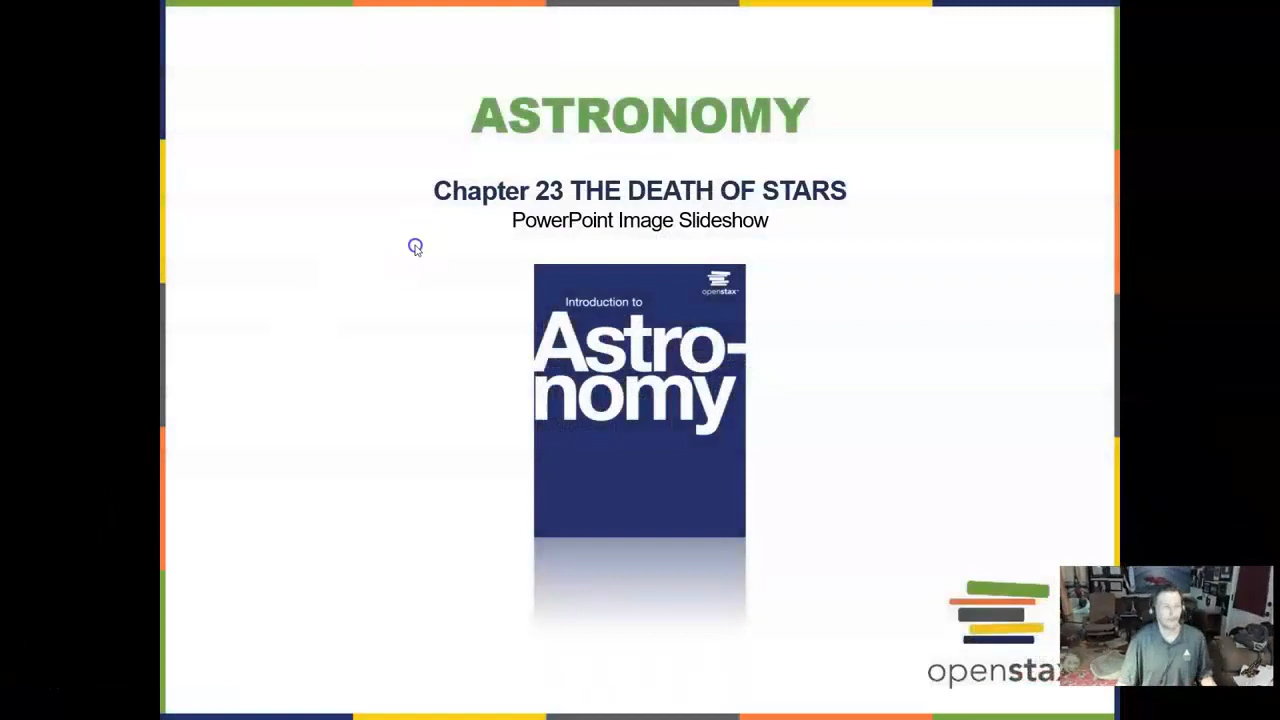 ASTRONOMY
Chapter 23 THE DEATH OF STARS
PowerPoint Image Slideshow
openstax
Introduction to
Astro-
nomy
opensta